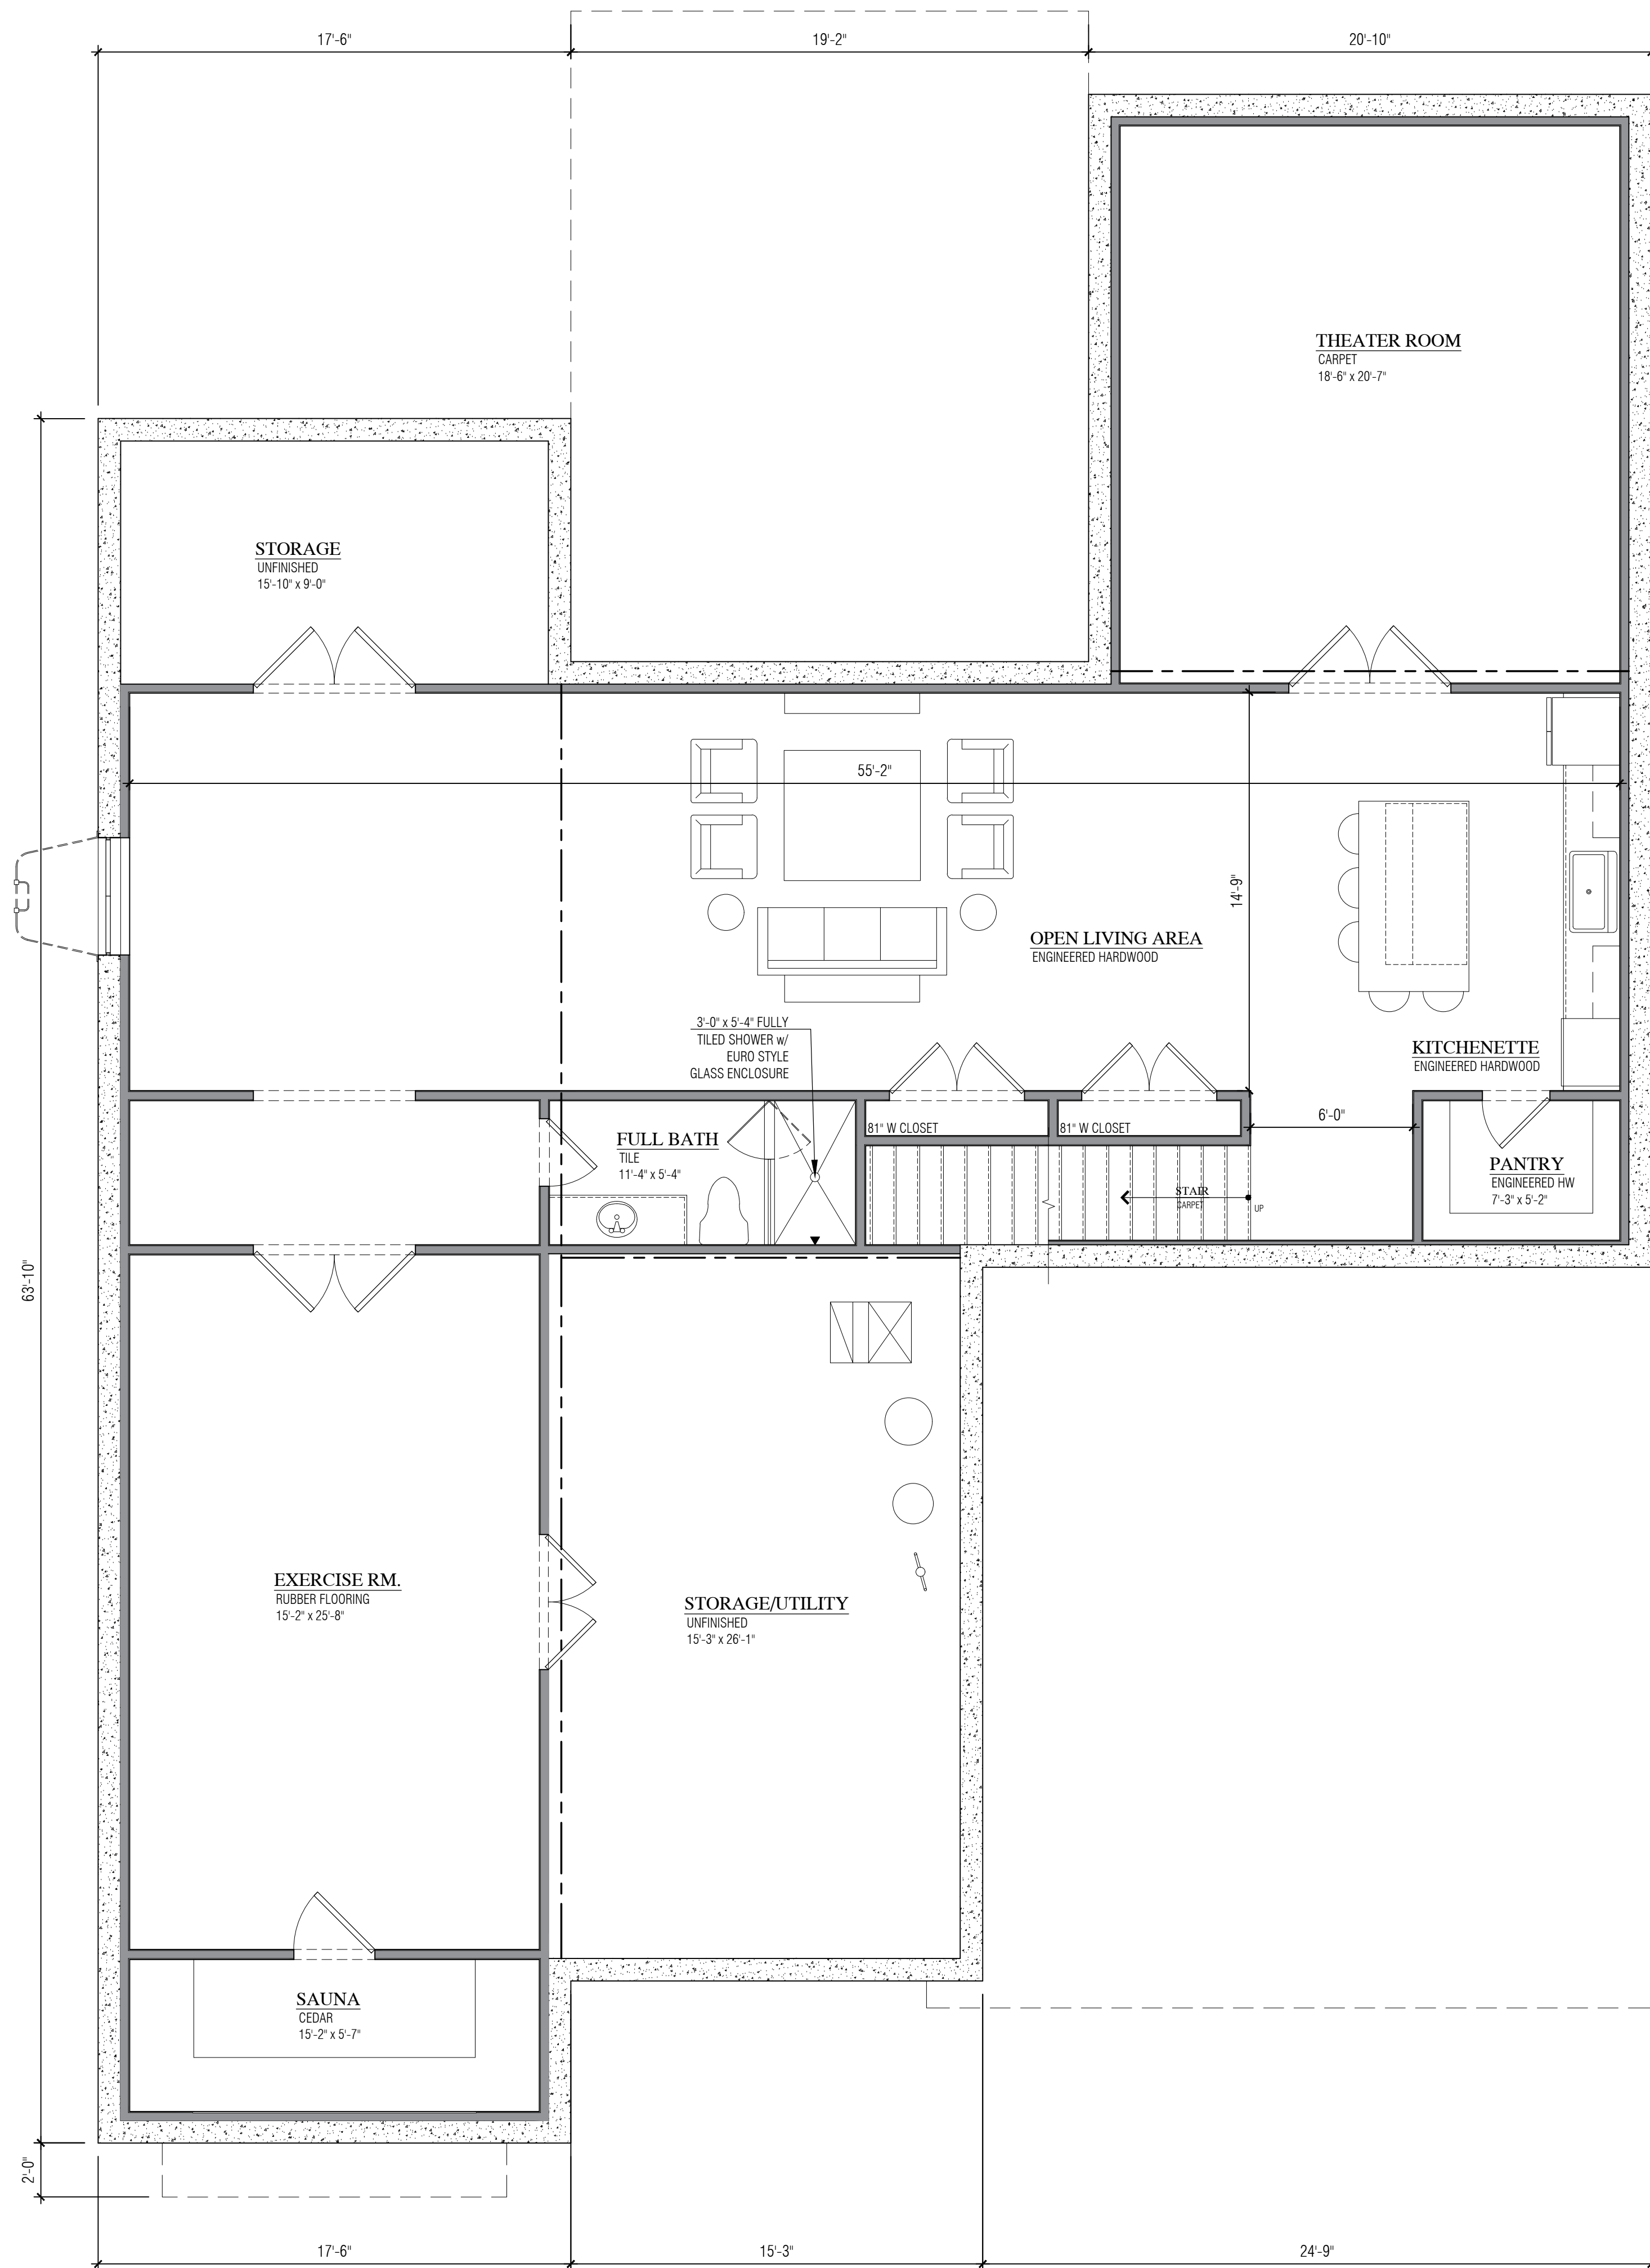 17'-6"
19'-2"
20'-10"
THEATER ROOM
CARPET
18'-6" x 20'-7"
STORAGE
UNFINISHED
15'-10" x 9'-0"
55'-2"
14'-9"
OPEN LIVING AREA
ENGINEERED HARDWOOD
3'-0" x 5'-4" FULLY
TILED SHOWER w/
EURO STYLE
GLASS ENCLOSURE
KITCHENETTE
ENGINEERED HARDWOOD
6'-0"
81" W CLOSET
81" W CLOSET
FULL BATH
TILE
11'-4" x 5'-4"
PANTRY
ENGINEERED HW
7'-3" x 5'-2"
STAIR
CARPET
UP
63'-10"
EXERCISE RM.
RUBBER FLOORING
15'-2" x 25'-8"
STORAGE/UTILITY
UNFINISHED
15'-3" x 26'-1"
SAUNA
CEDAR
15'-2" x 5'-7"
2'-0"
17'-6"
15'-3"
24'-9"